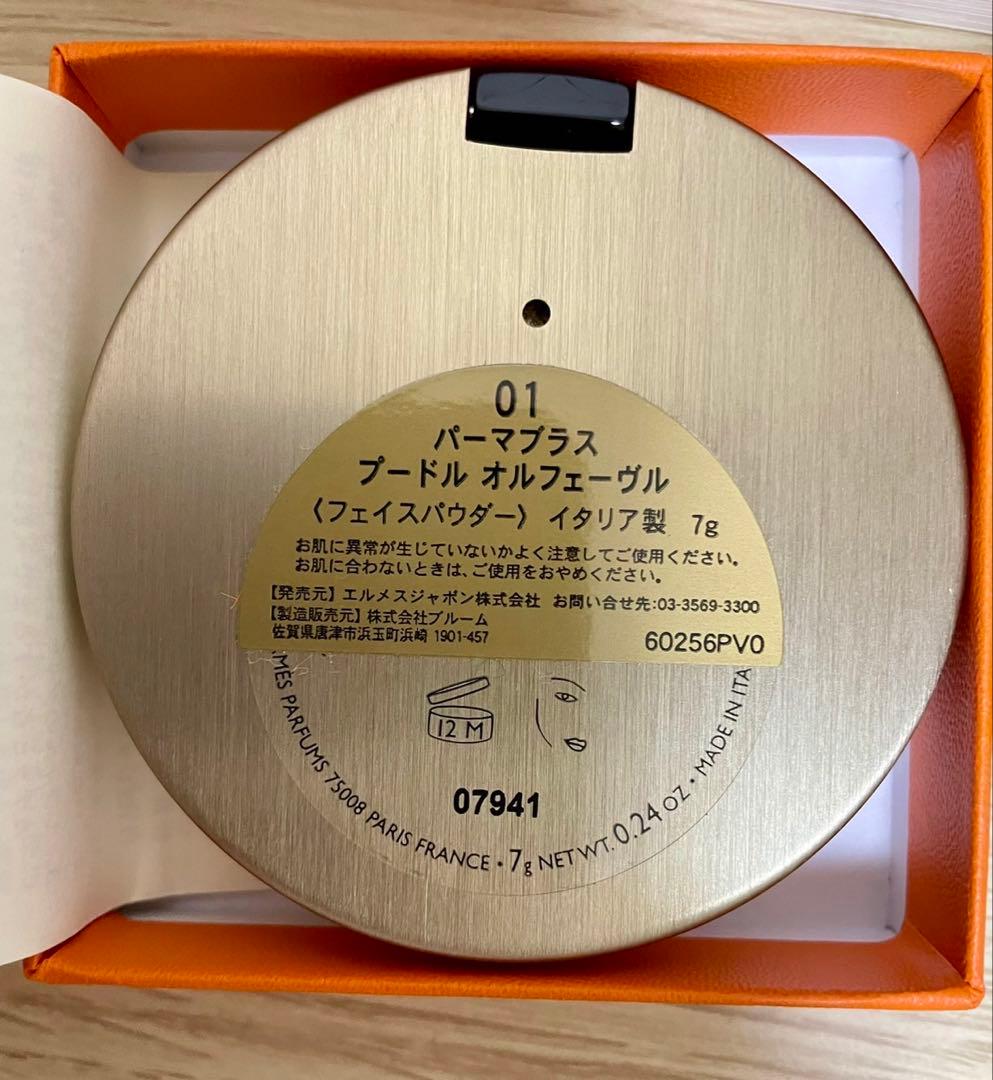 01
パーマブラス
プードル オルフェーヴル
〈フェイスパウダー〉 イタリア製 7g
お肌に異常が生じていないかよく注意してご使用ください。
お肌に合わないときは、ご使用をおやめください。
【発売元】エルメスジャポン株式会社 お問い合せ先:03-3569-3300
【製造販売元】株式会社ブルーム
佐賀県唐津市浜玉町浜崎 1901-457
60256PV0
12 M
07941
MÈS PARFUMS 75008 PARIS FRANCE • 7g NET WT. 0.24 OZ • MADE IN ITA